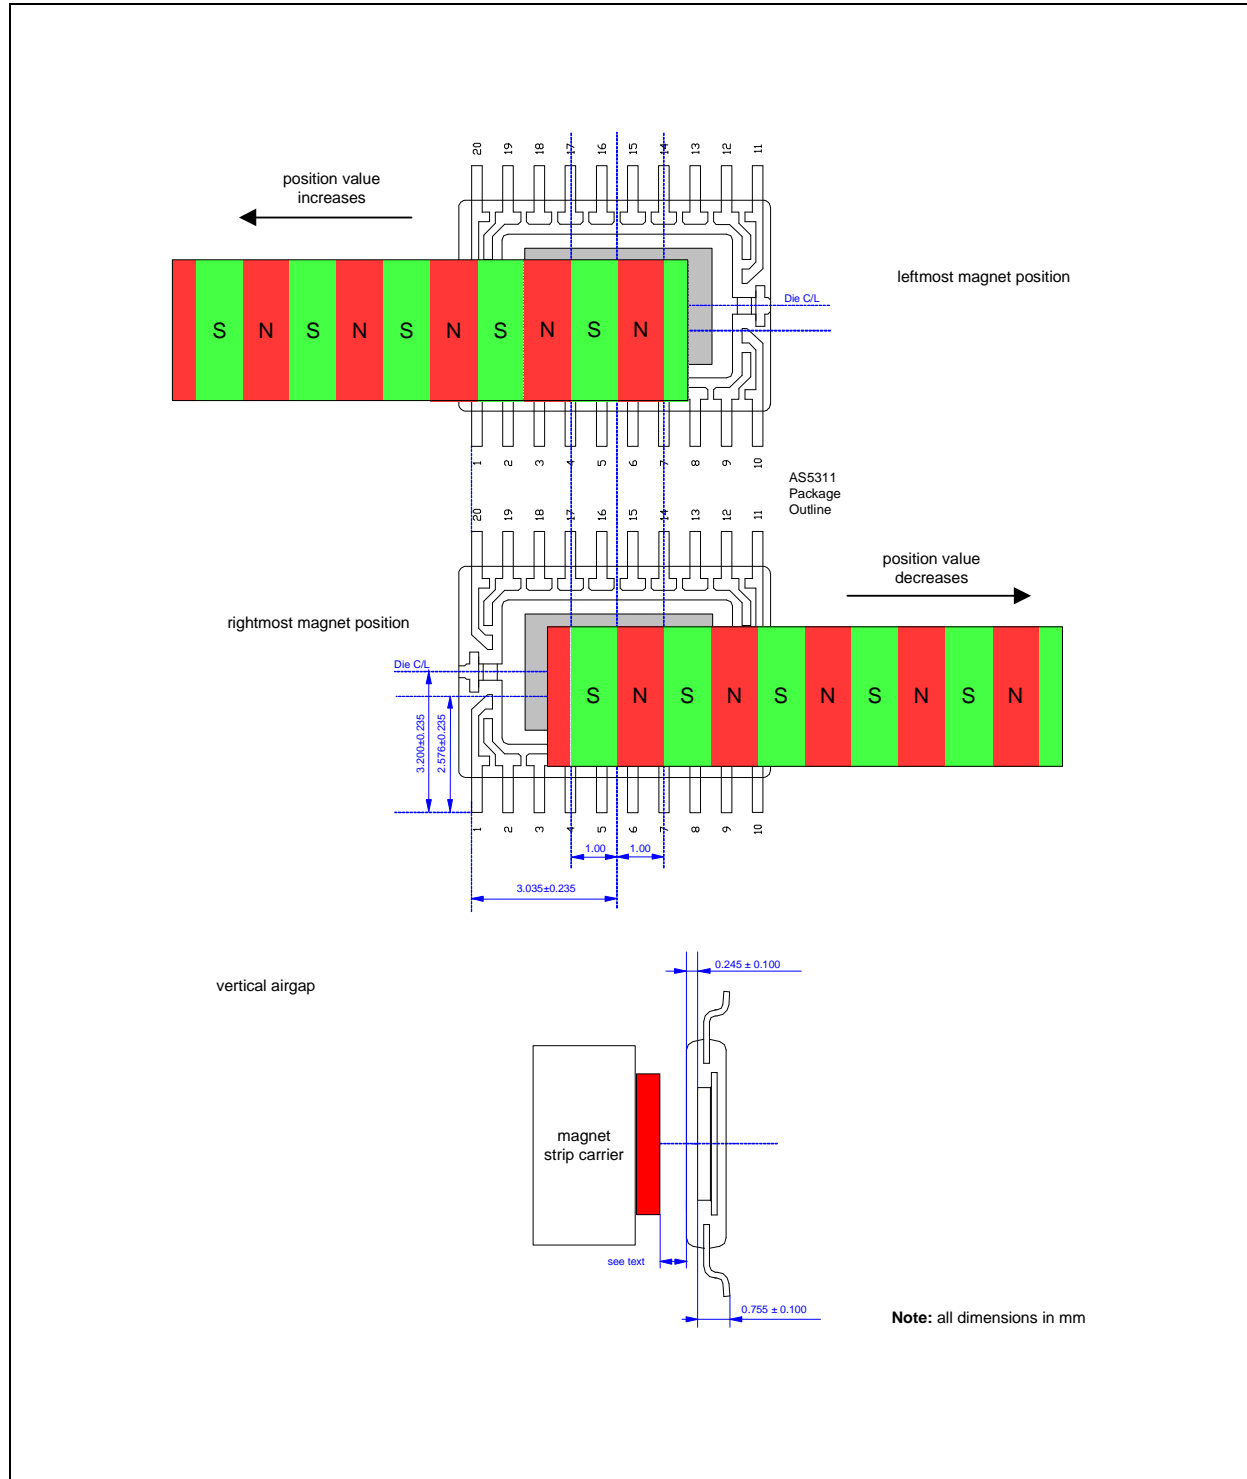 20 19 18 17 16 15 14 13 12 11
position value
increases
leftmost magnet position
Die C/L
S N S N S N S N S N
1 2 3 4 5 6 7 8 9 10
AS5311
Package
Outline
20 19 18 17 16 15 14 13 12 11
position value
decreases
rightmost magnet position
Die C/L
S N S N S N S N S N
3.200±0.235
2.576±0.235
1 2 3 4 5 6 7 8 9 10
1.00 1.00
3.035±0.235
0.245 ± 0.100
vertical airgap
magnet
strip carrier
see text
0.755 ± 0.100
Note: all dimensions in mm